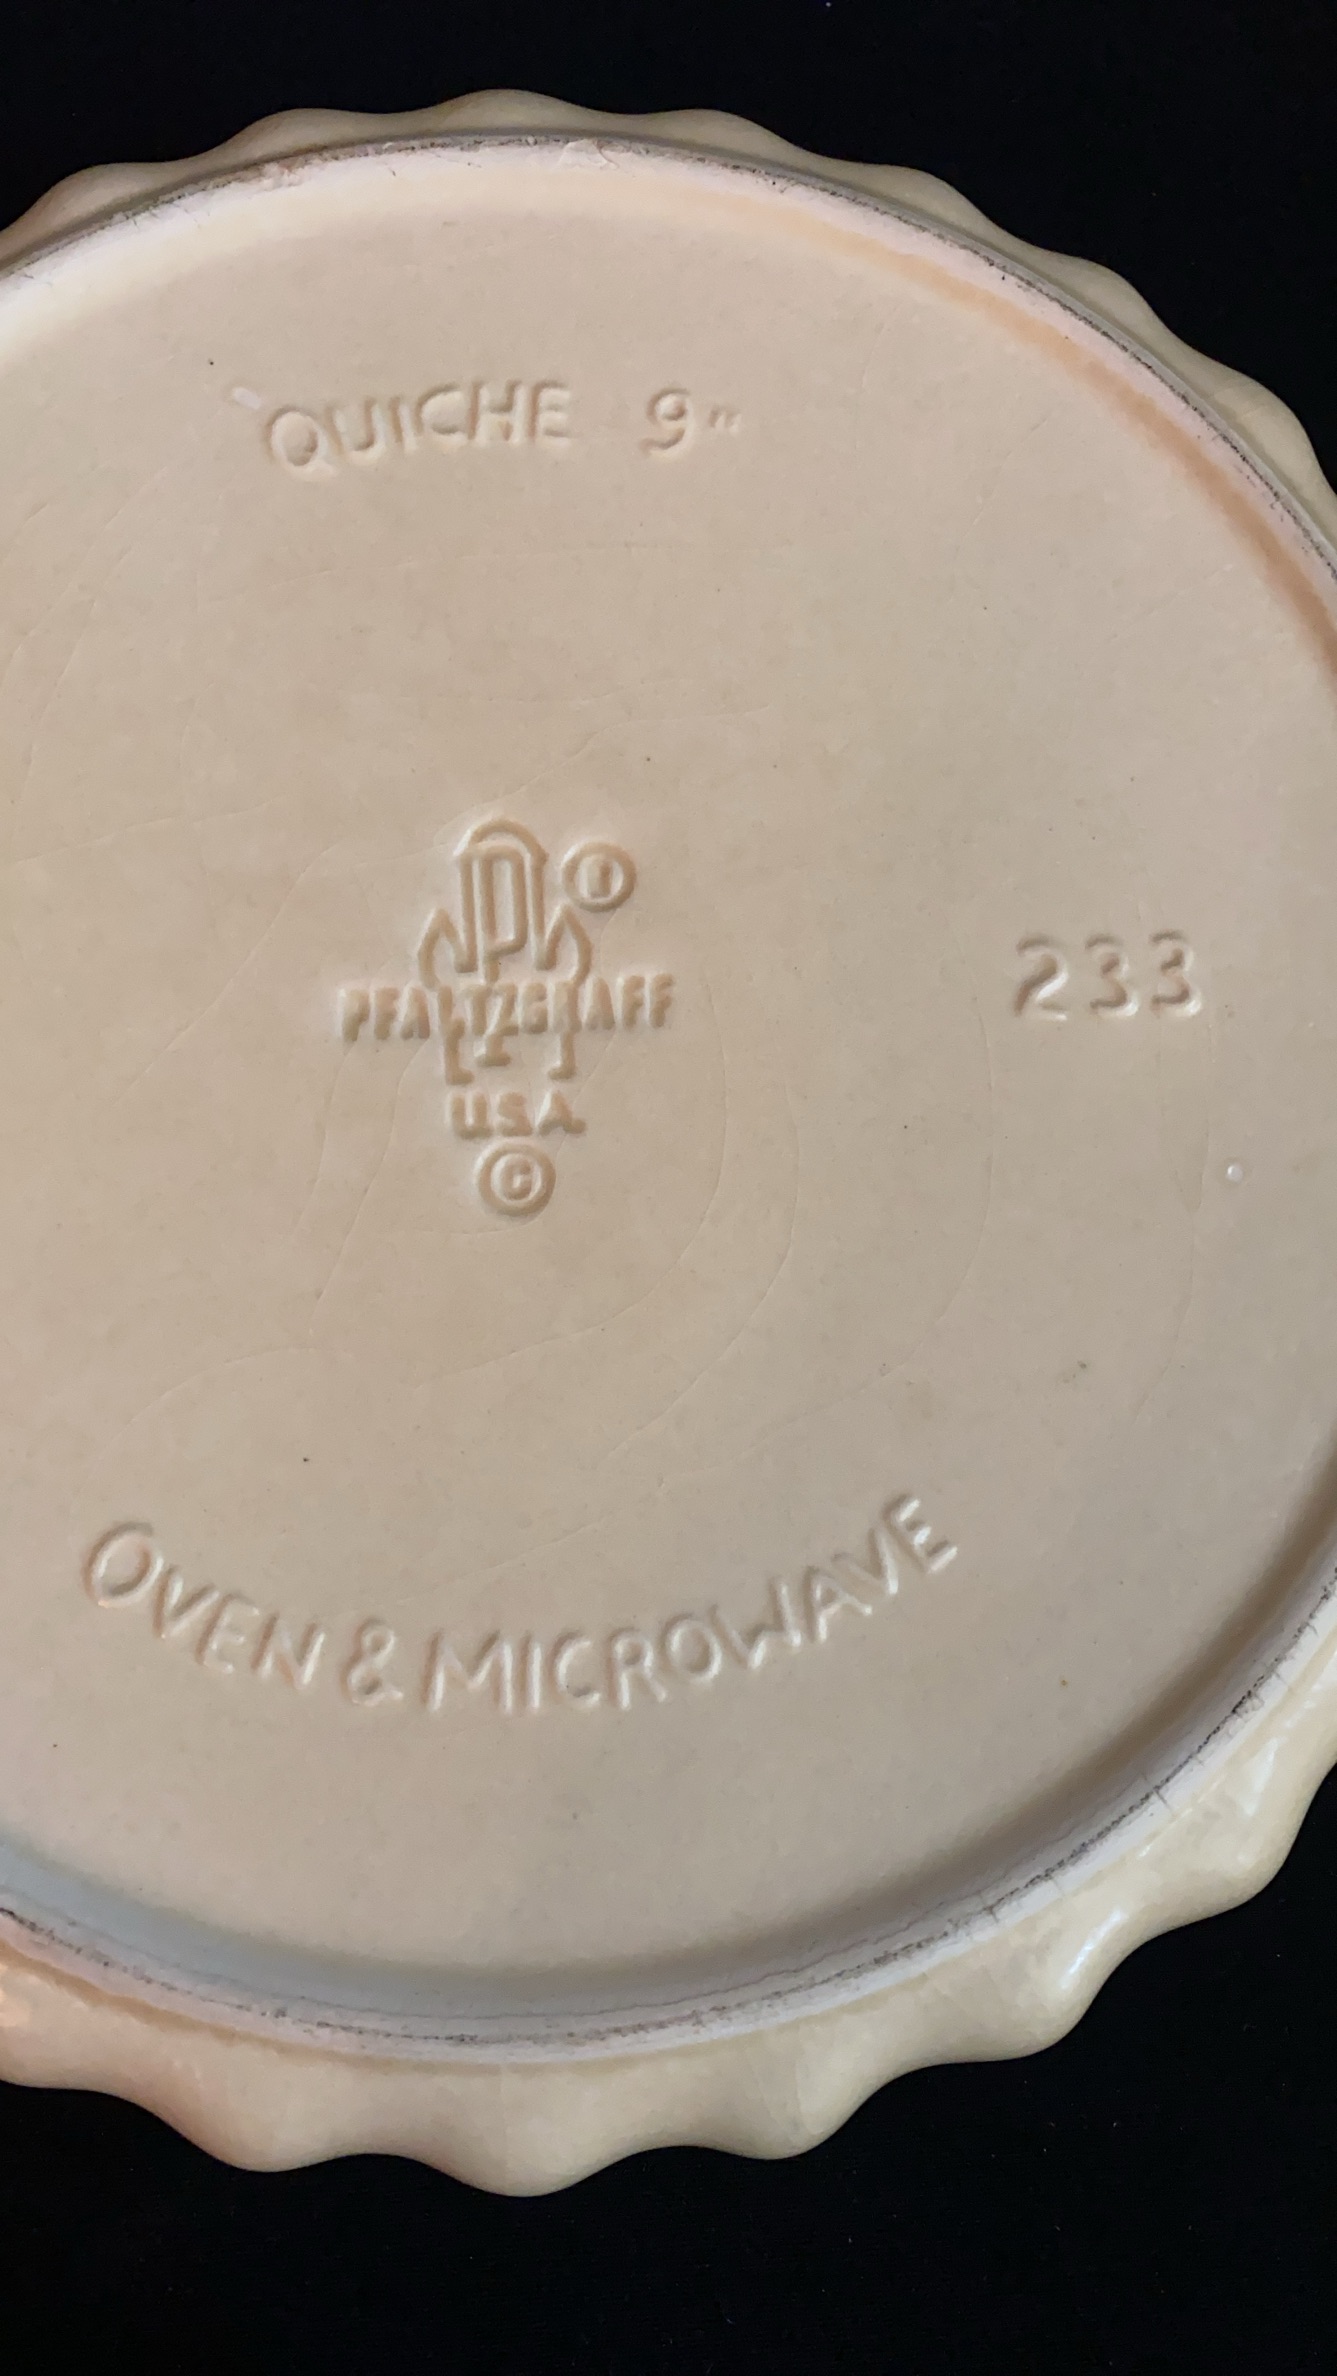 QUICHE 9"
P ®
PFALTZGRAFF
U.S.A.
©
233
OVEN & MICROWAVE